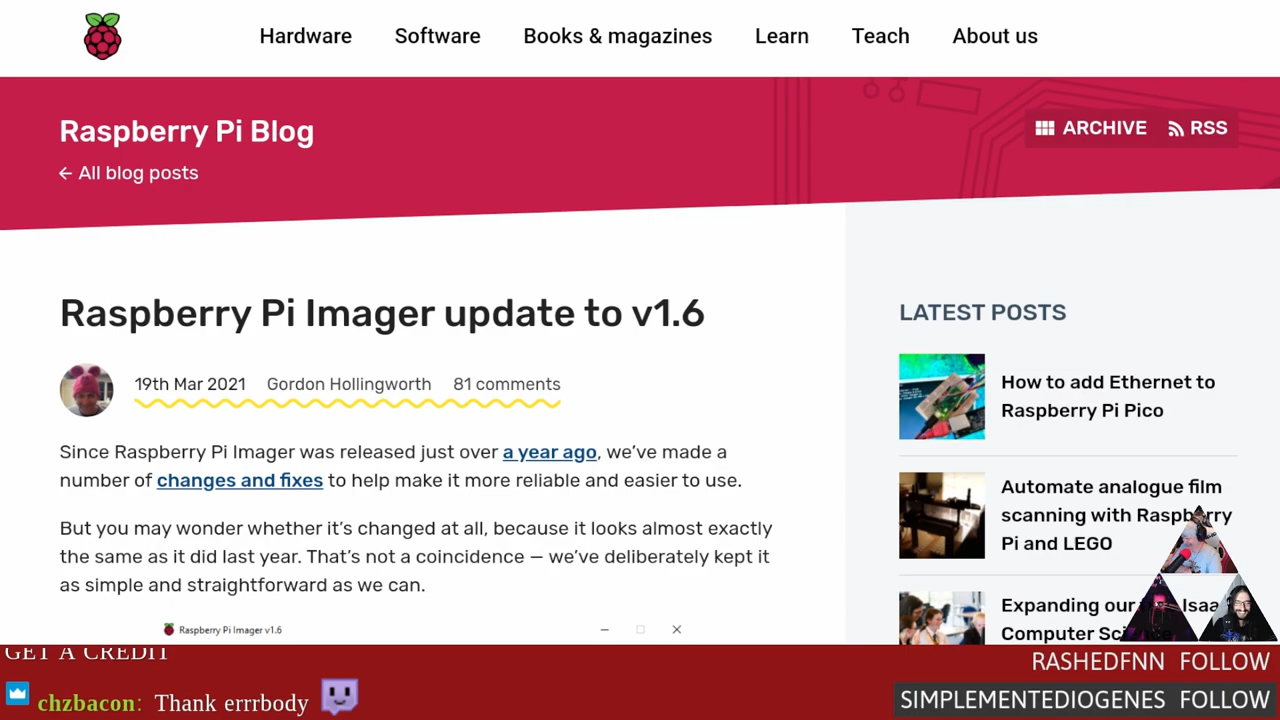 Hardware Software Books & magazines Learn Teach About us
Raspberry Pi Blog
← All blog posts
ARCHIVE RSS
Raspberry Pi Imager update to v1.6
19th Mar 2021 Gordon Hollingworth 81 comments
Since Raspberry Pi Imager was released just over a year ago, we’ve made a
number of changes and fixes to help make it more reliable and easier to use.
But you may wonder whether it’s changed at all, because it looks almost exactly
the same as it did last year. That’s not a coincidence – we’ve deliberately kept it
as simple and straightforward as we can.
Raspberry Pi Imager v1.6
LATEST POSTS
How to add Ethernet to
Raspberry Pi Pico
Automate analogue film
scanning with Raspberry
Pi and LEGO
Expanding our Isaac
Computer
GET A CREDIT
chzbacon: Thank errrbody
RASHEDFNN FOLLOW
SIMPLEMENTEDIOGENES FOLLOW